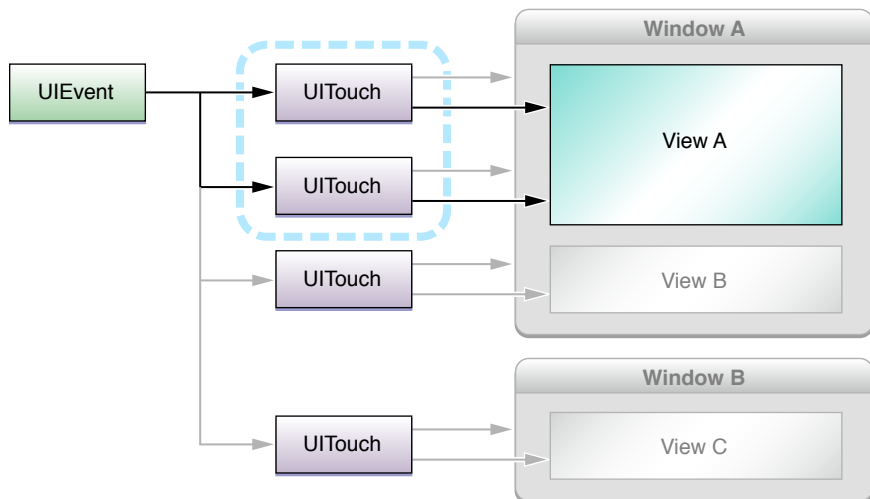 Window A
UIEvent
UITouch
View A
UITouch
UITouch
View B
Window B
UITouch
View C